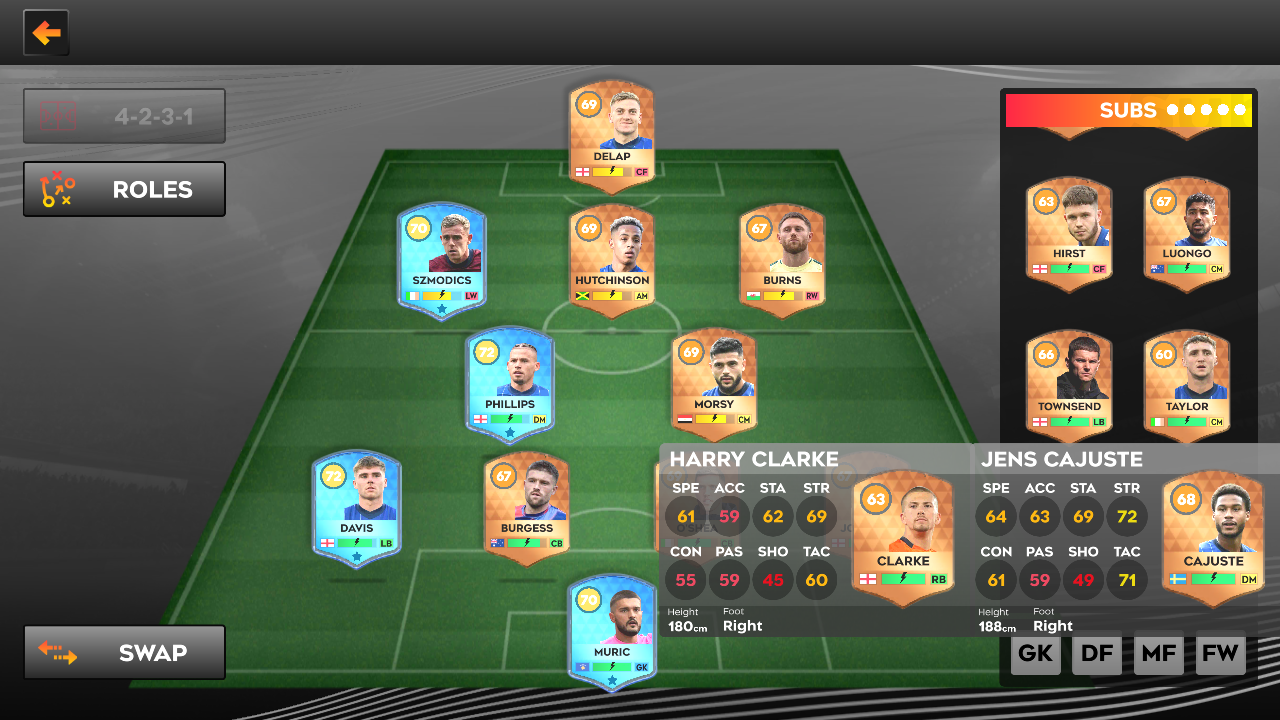 4-2-3-1
ROLES
SWAP
69
DELAP
CF
70
SZMODICS
LW
69
HUTCHINSON
AM
67
BURNS
RW
72
PHILLIPS
DM
69
MORSY
CM
72
DAVIS
LB
67
BURGESS
CB
O'SHEA
70
MURIC
GK
SUBS
63
HIRST
CF
67
LUONGO
CM
66
TOWNSEND
LB
60
TAYLOR
CM
HARRY CLARKE
SPE ACC STA STR
61 59 62 69
CON PAS SHO TAC
55 59 45 60
Height Foot
180cm Right
63
CLARKE
RB
JENS CAJUSTE
SPE ACC STA STR
64 63 69 72
CON PAS SHO TAC
61 59 49 71
Height Foot
188cm Right
68
CAJUSTE
DM
GK DF MF FW